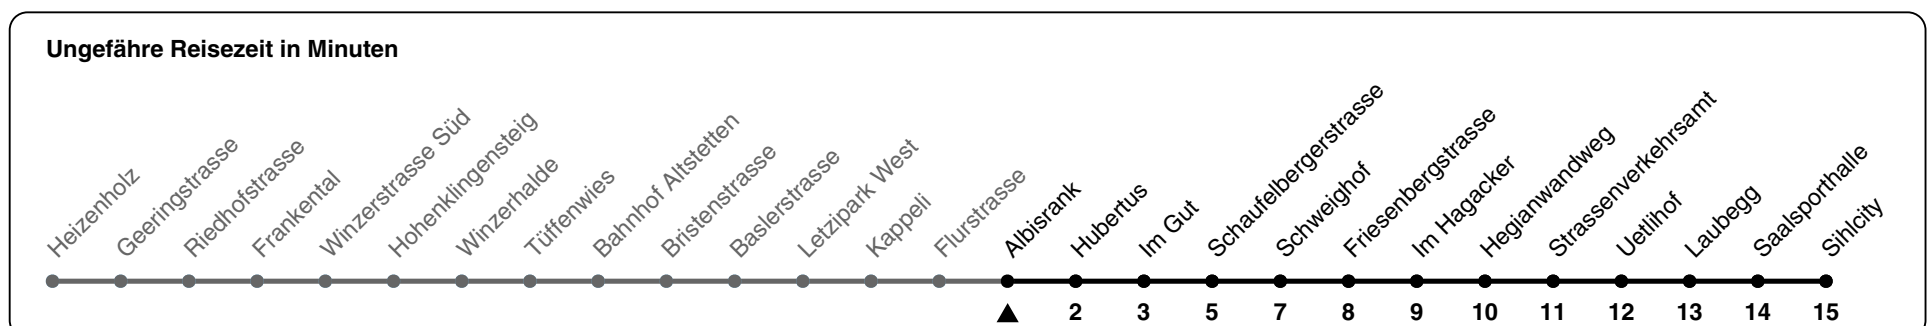 Ungefähre Reisezeit in Minuten
Heizenholz
Geeringstrasse
Riedhofstrasse
Frankental
Winzerstrasse Süd
Hohenklingensteig
Winzerhalde
Tüffenwies
Bahnhof Altstetten
Bristenstrasse
Baslerstrasse
Letzipark West
Kappeli
Flurstrasse
Albisrank
Hubertus
Im Gut
Schaufelbergerstrasse
Schweighof
Friesenbergstrasse
Im Hagacker
Hegianwandweg
Strassenverkehrsamt
Uetlihof
Laubegg
Saalsporthalle
Sihlcity
2 3 5 7 8 9 10 11 12 13 14 15